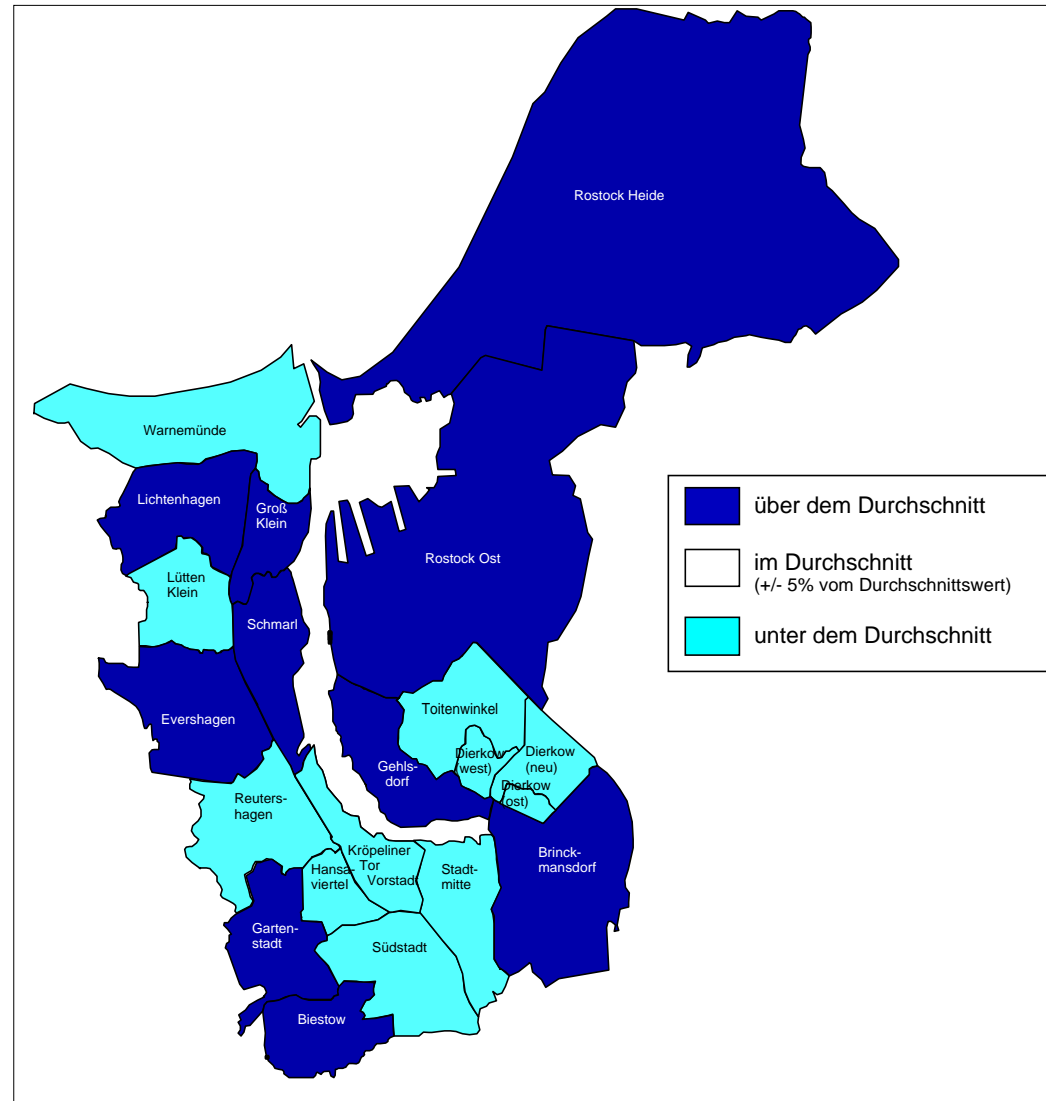 Rostock Heide
Warnemünde
Lichtenhagen
Groß
Klein
Rostock Ost
Lütten
Klein
Schmarl
Evershagen
Toitenwinkel
Dierkow
(west)
Dierkow
(neu)
Gehls-
dorf
Dierkow
(ost)
Reuters-
hagen
Kröpeliner
Tor
Vorstadt
Hansa-
viertel
Stadt-
mitte
Brinck-
mansdorf
Garten-
stadt
Südstadt
Biestow
über dem Durchschnitt
im Durchschnitt
(+/- 5% vom Durchschnittswert)
unter dem Durchschnitt